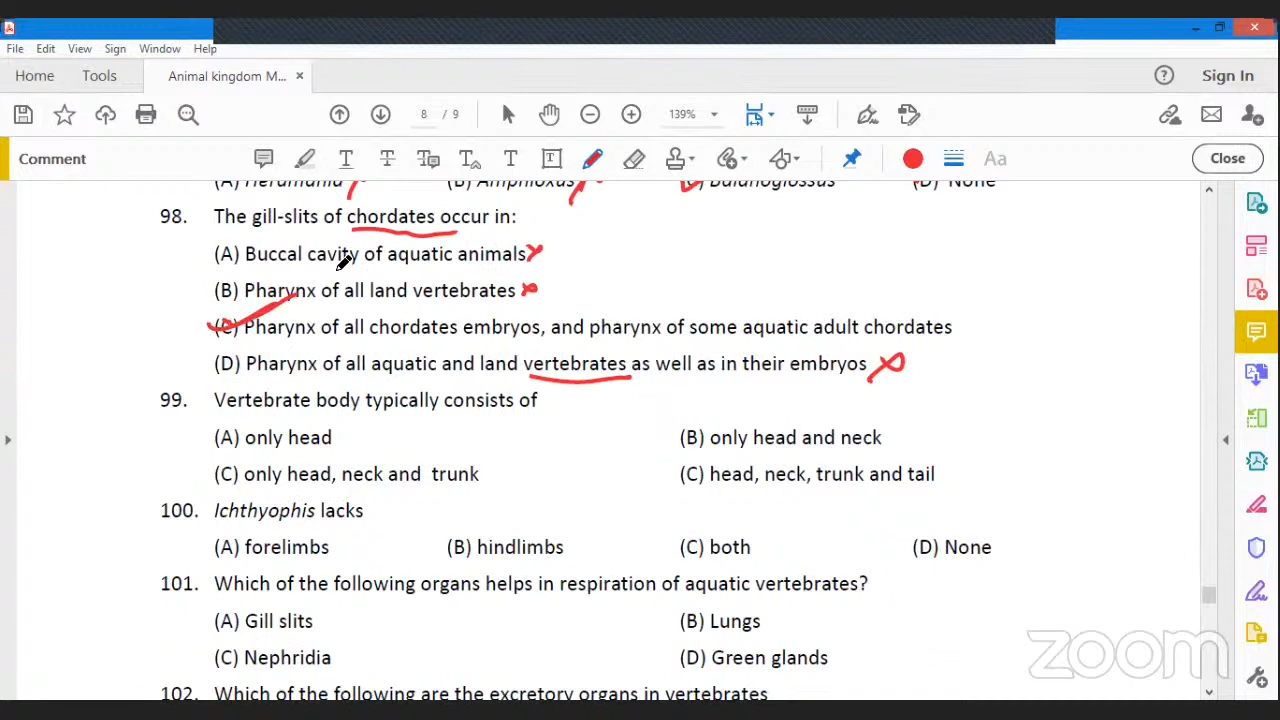 File Edit View Sign Window Help
Home Tools Animal kingdom M... × Sign In
8 / 9 139%
Comment Close
(A) Herdmania (B) Amphioxus (C) Balanoglossus (D) None
98. The gill-slits of chordates occur in:
(A) Buccal cavity of aquatic animals
(B) Pharynx of all land vertebrates
(C) Pharynx of all chordates embryos, and pharynx of some aquatic adult chordates
(D) Pharynx of all aquatic and land vertebrates as well as in their embryos
99. Vertebrate body typically consists of
(A) only head (B) only head and neck
(C) only head, neck and trunk (C) head, neck, trunk and tail
100. Ichthyophis lacks
(A) forelimbs (B) hindlimbs (C) both (D) None
101. Which of the following organs helps in respiration of aquatic vertebrates?
(A) Gill slits (B) Lungs
(C) Nephridia (D) Green glands
zoom
102. Which of the following are the excretory organs in vertebrates